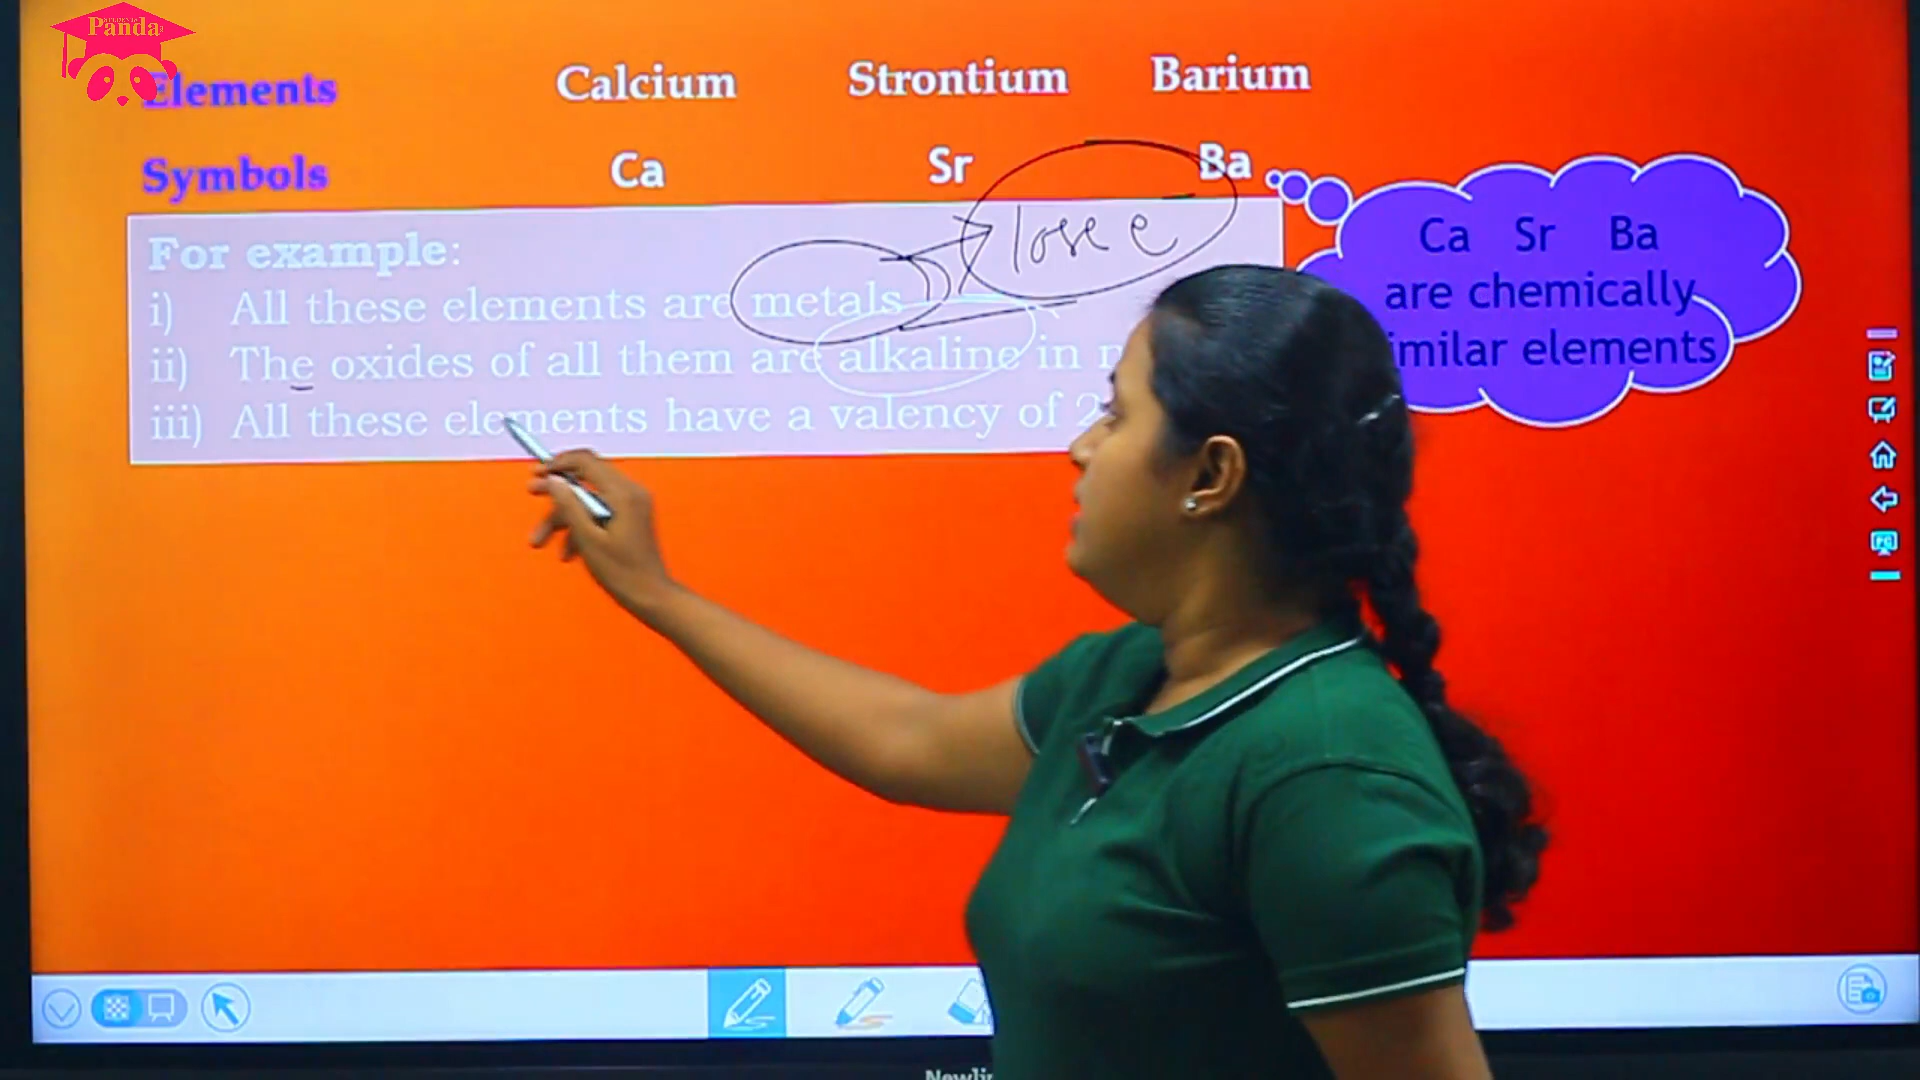 Panda
Elements Calcium Strontium Barium
Symbols Ca Sr Ba
For example:
lose e
i) All these elements are metals
ii) The oxides of all them are alkaline in
iii) All these elements have a valency of 2
Ca Sr Ba
are chemically
imilar elements